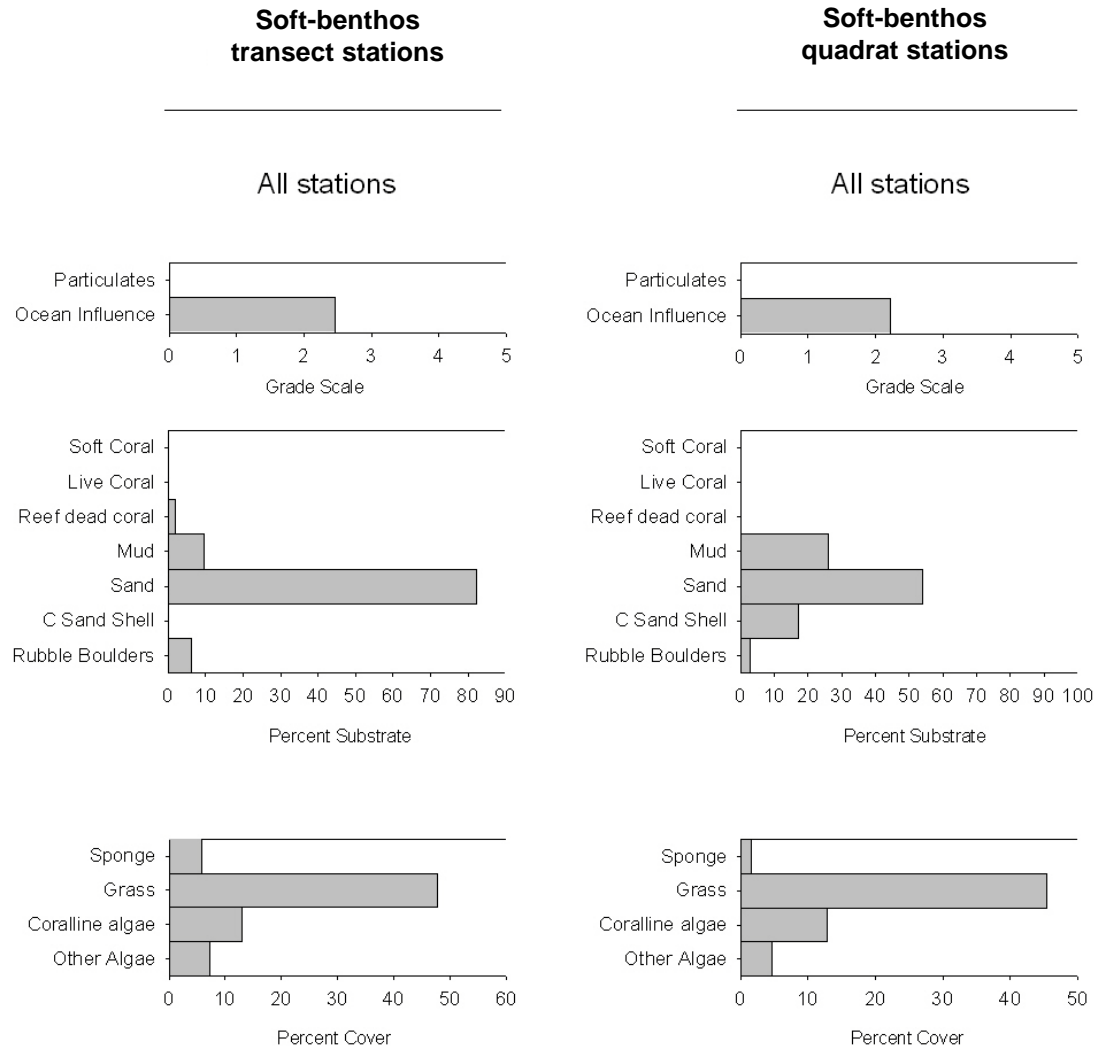 Soft-benthos
transect stations
All stations
Particulates
Ocean Influence
0 1 2 3 4 5
Grade Scale
Soft Coral
Live Coral
Reef dead coral
Mud
Sand
C Sand Shell
Rubble Boulders
0 10 20 30 40 50 60 70 80 90
Percent Substrate
Sponge
Grass
Coralline algae
Other Algae
0 10 20 30 40 50 60
Percent Cover
Soft-benthos
quadrat stations
All stations
Particulates
Ocean Influence
0 1 2 3 4 5
Grade Scale
Soft Coral
Live Coral
Reef dead coral
Mud
Sand
C Sand Shell
Rubble Boulders
0 10 20 30 40 50 60 70 80 90 100
Percent Substrate
Sponge
Grass
Coralline algae
Other Algae
0 10 20 30 40 50
Percent Cover